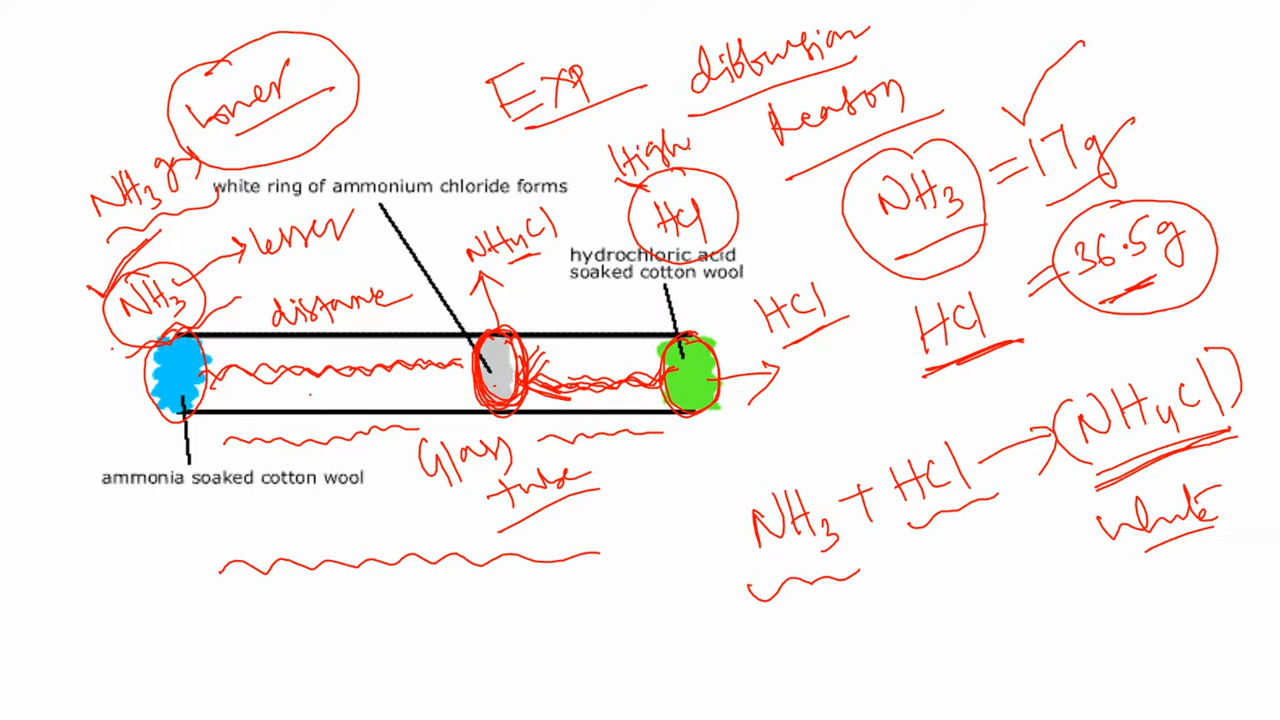 Exp
diffusion
Reason
High
HCl
NH3 = 17g
HCl = 36.5g
NH3 gas
white ring of ammonium chloride forms
NH4Cl
lesser
NH3
distance
hydrochloric acid
soaked cotton wool
HCl
ammonia soaked cotton wool
Glass
tube
NH3 + HCl → (NH4Cl)
white